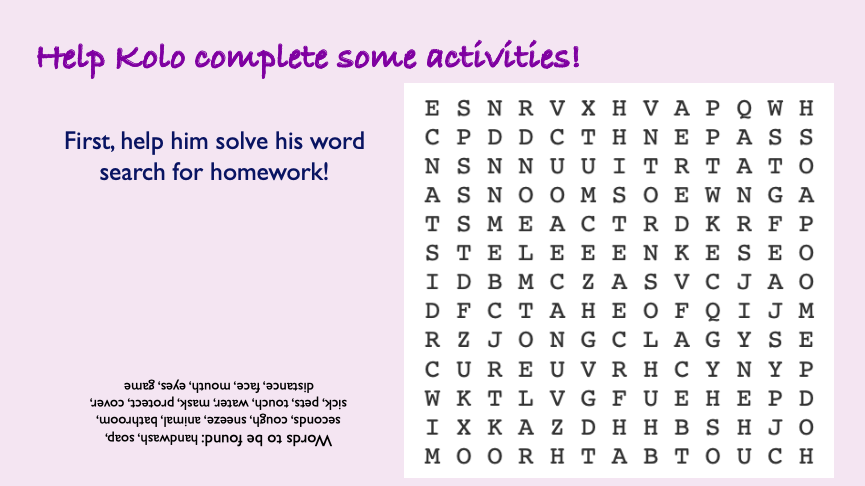 Help Kolo complete some activities!
First, help him solve his word
search for homework!
E S N R V X H V A P Q W H
C P D D C T H N E P A S S
N S N N U U I T R T A T O
A S N O O M S O E W N G A
T S M E A C T R D K R F P
S T E L E E E N K E S E O
I D B M C Z A S V C J A O
D F C T A H E O F Q I J M
R Z J O N G C L A G Y S E
C U R E U V R H C Y N Y P
W K T L V G F U E H E P D
I X K A Z D H H B S H J O
M O O R H T A B T O U C H
Words to be found: handwash, soap,
seconds, cough, sneeze, animal, bathroom,
sick, pets, touch, water, mask, protect, cover,
distance, face, mouth, eyes, game